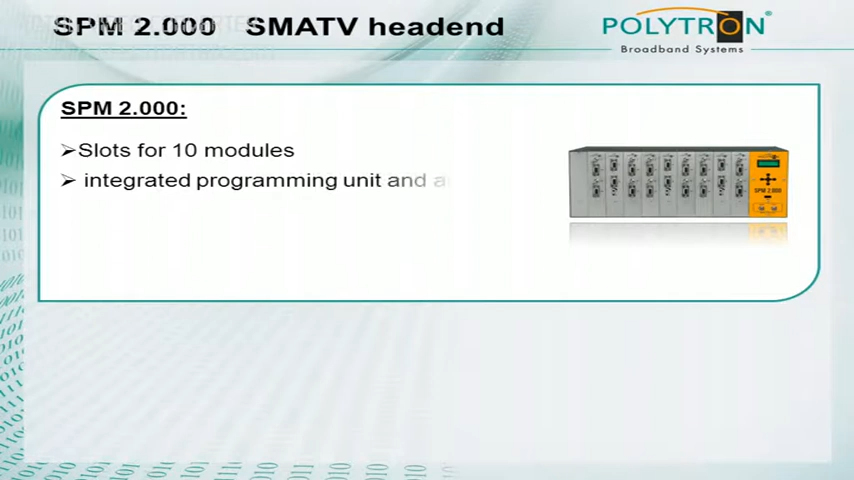 SPM 2.000 SMATV headend
POLYTRON
Broadband Systems
SPM 2.000:
➢Slots for 10 modules
➢ integrated programming unit and a
SPM 2.000